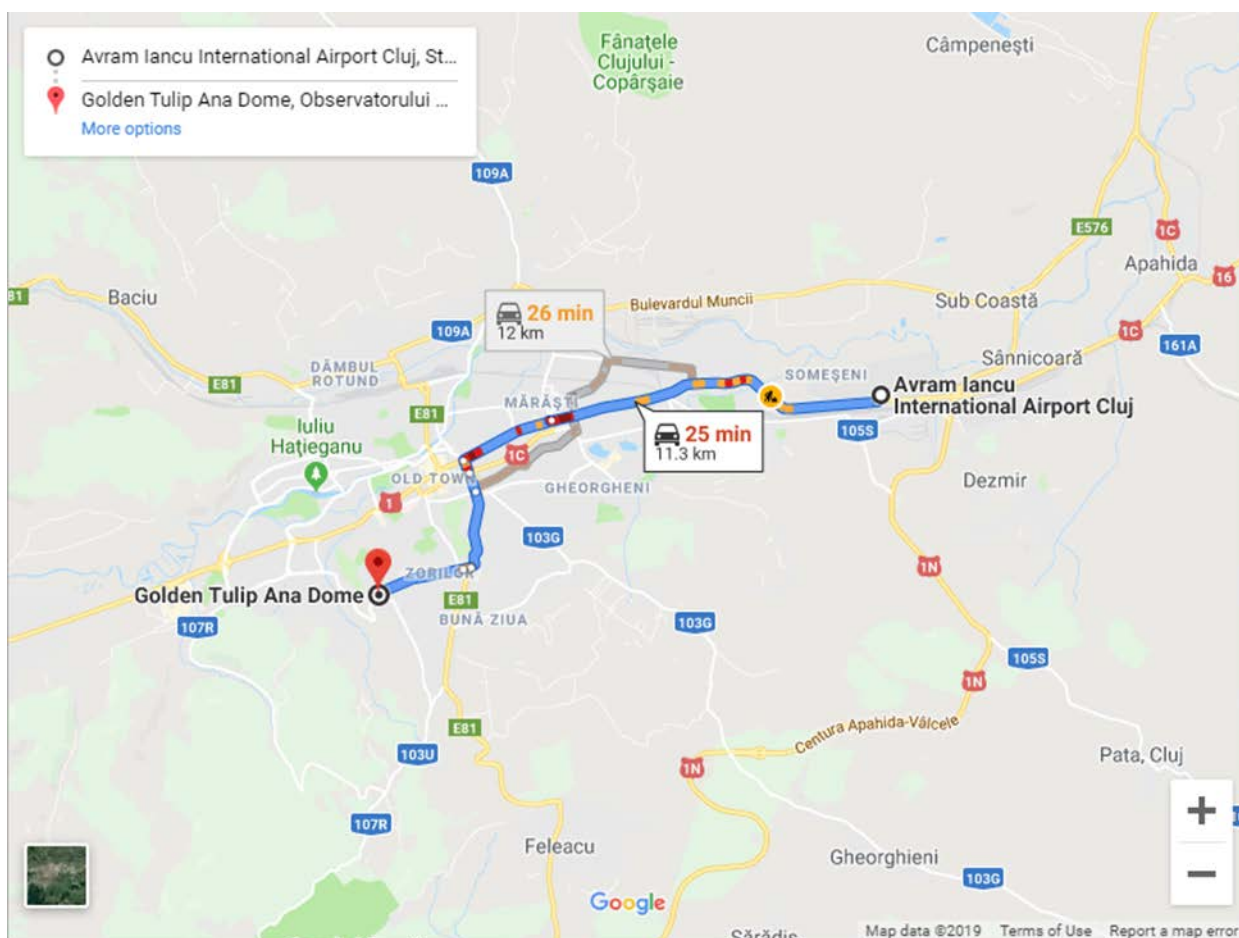 Avram Iancu International Airport Cluj, St...
Golden Tulip Ana Dome, Observatorului ...
More options
Fânațele
Clujului -
Copârșaie
Câmpenești
109A
E576
1C
Apahida
16
81
Baciu
26 min
12 km
Bulevardul Muncii
Sub Coastă
109A
1C
161A
DÂMBUL
ROTUND
Sânnicoară
E81
SOMEȘENI
Avram Iancu
International Airport Cluj
E81
MĂRĂȘTI
Iuliu
Hațieganu
25 min
11.3 km
105S
1C
OLD TOWN
GHEORGHENI
Dezmir
1
103G
ZORILOR
1N
Golden Tulip Ana Dome
E81
BUNĂ ZIUA
107R
103G
105S
1N
E81
Centura Apahida-Vâlcele
103U
1N
Pata, Cluj
107R
Feleacu
Gheorghieni
103G
Google
Map data ©2019 Terms of Use Report a map error